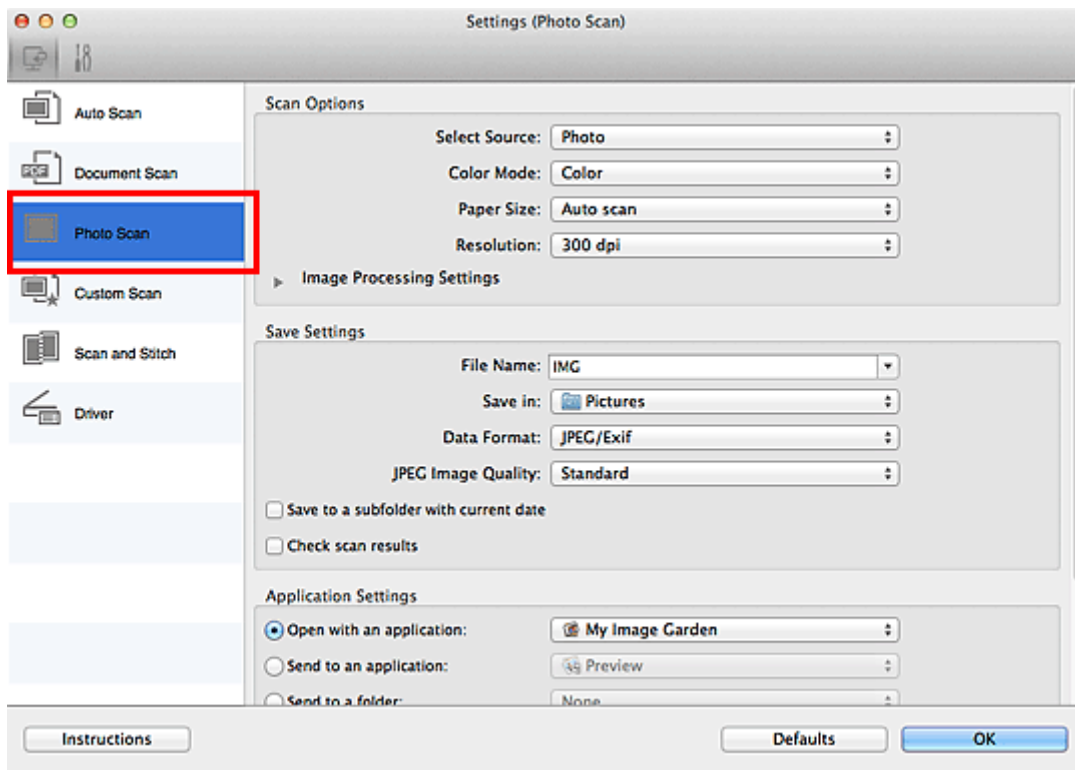 Settings (Photo Scan)
Auto Scan
PDF
Document Scan
Photo Scan
Custom Scan
Scan and Stitch
Driver
Scan Options
Select Source: Photo
Color Mode: Color
Paper Size: Auto scan
Resolution: 300 dpi
Image Processing Settings
Save Settings
File Name: IMG
Save in: Pictures
Data Format: JPEG/Exif
JPEG Image Quality: Standard
Save to a subfolder with current date
Check scan results
Application Settings
Open with an application: My Image Garden
Send to an application: Preview
Send to a folder: None
Instructions Defaults OK